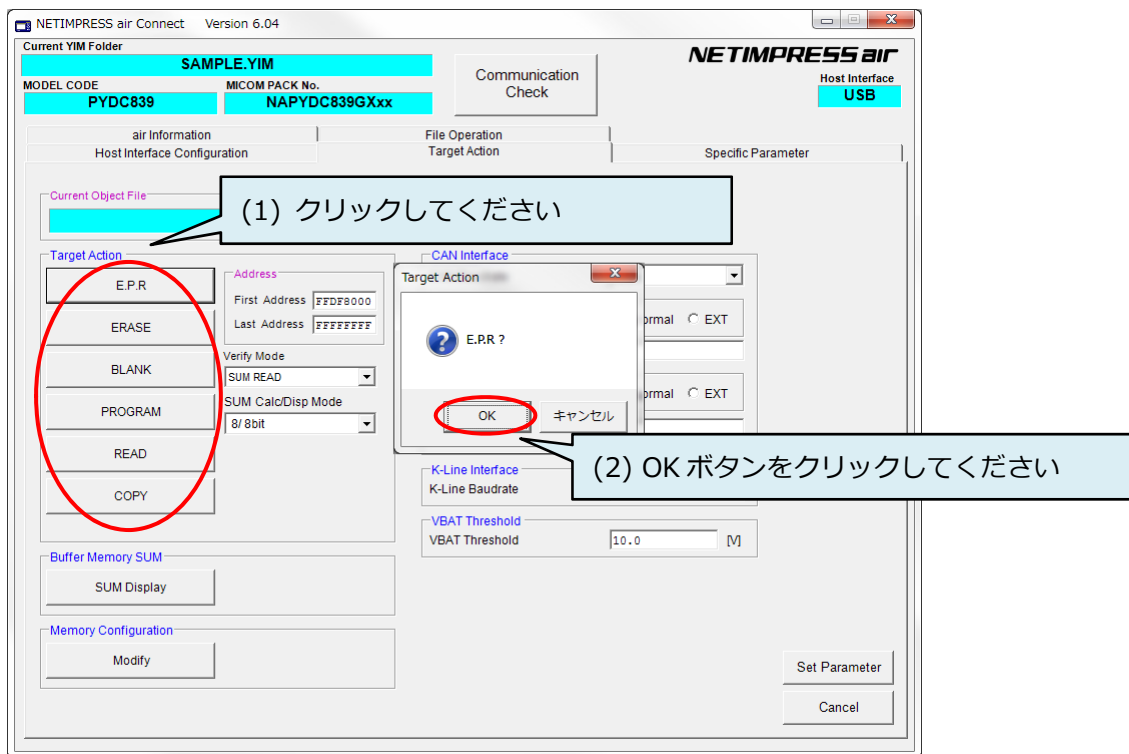 NETIMPRESS air Connect Version 6.04
Current YIM Folder
SAMPLE.YIM
MODEL CODE
MICOM PACK No.
PYDC839
NAPYDC839GXxx
Communication
Check
NETIMPRESS air
Host Interface
USB
air Information
File Operation
Host Interface Configuration
Target Action
Specific Parameter
Current Object File
(1) クリックしてください
Target Action
E.P.R
ERASE
BLANK
PROGRAM
READ
COPY
Address
First Address FFDF8000
Last Address FFFFFFFF
Verify Mode
SUM READ
SUM Calc/Disp Mode
8/ 8bit
CAN Interface
Target Action
E.P.R ?
OK
キャンセル
EXT
EXT
(2) OK ボタンをクリックしてください
K-Line Interface
K-Line Baudrate
VBAT Threshold
VBAT Threshold
10.0
[V]
Buffer Memory SUM
SUM Display
Memory Configuration
Modify
Set Parameter
Cancel